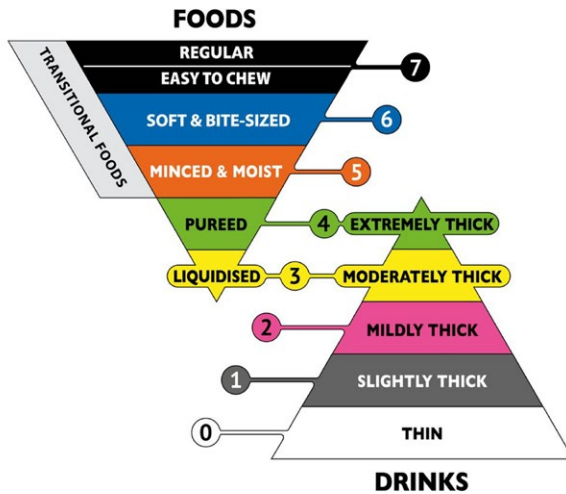 FOODS
TRANSITIONAL FOODS
REGULAR
EASY TO CHEW
7
SOFT & BITE-SIZED
6
MINCED & MOIST
5
PUREED
4
EXTREMELY THICK
LIQUIDISED
3
MODERATELY THICK
2
MILDLY THICK
1
SLIGHTLY THICK
0
THIN
DRINKS